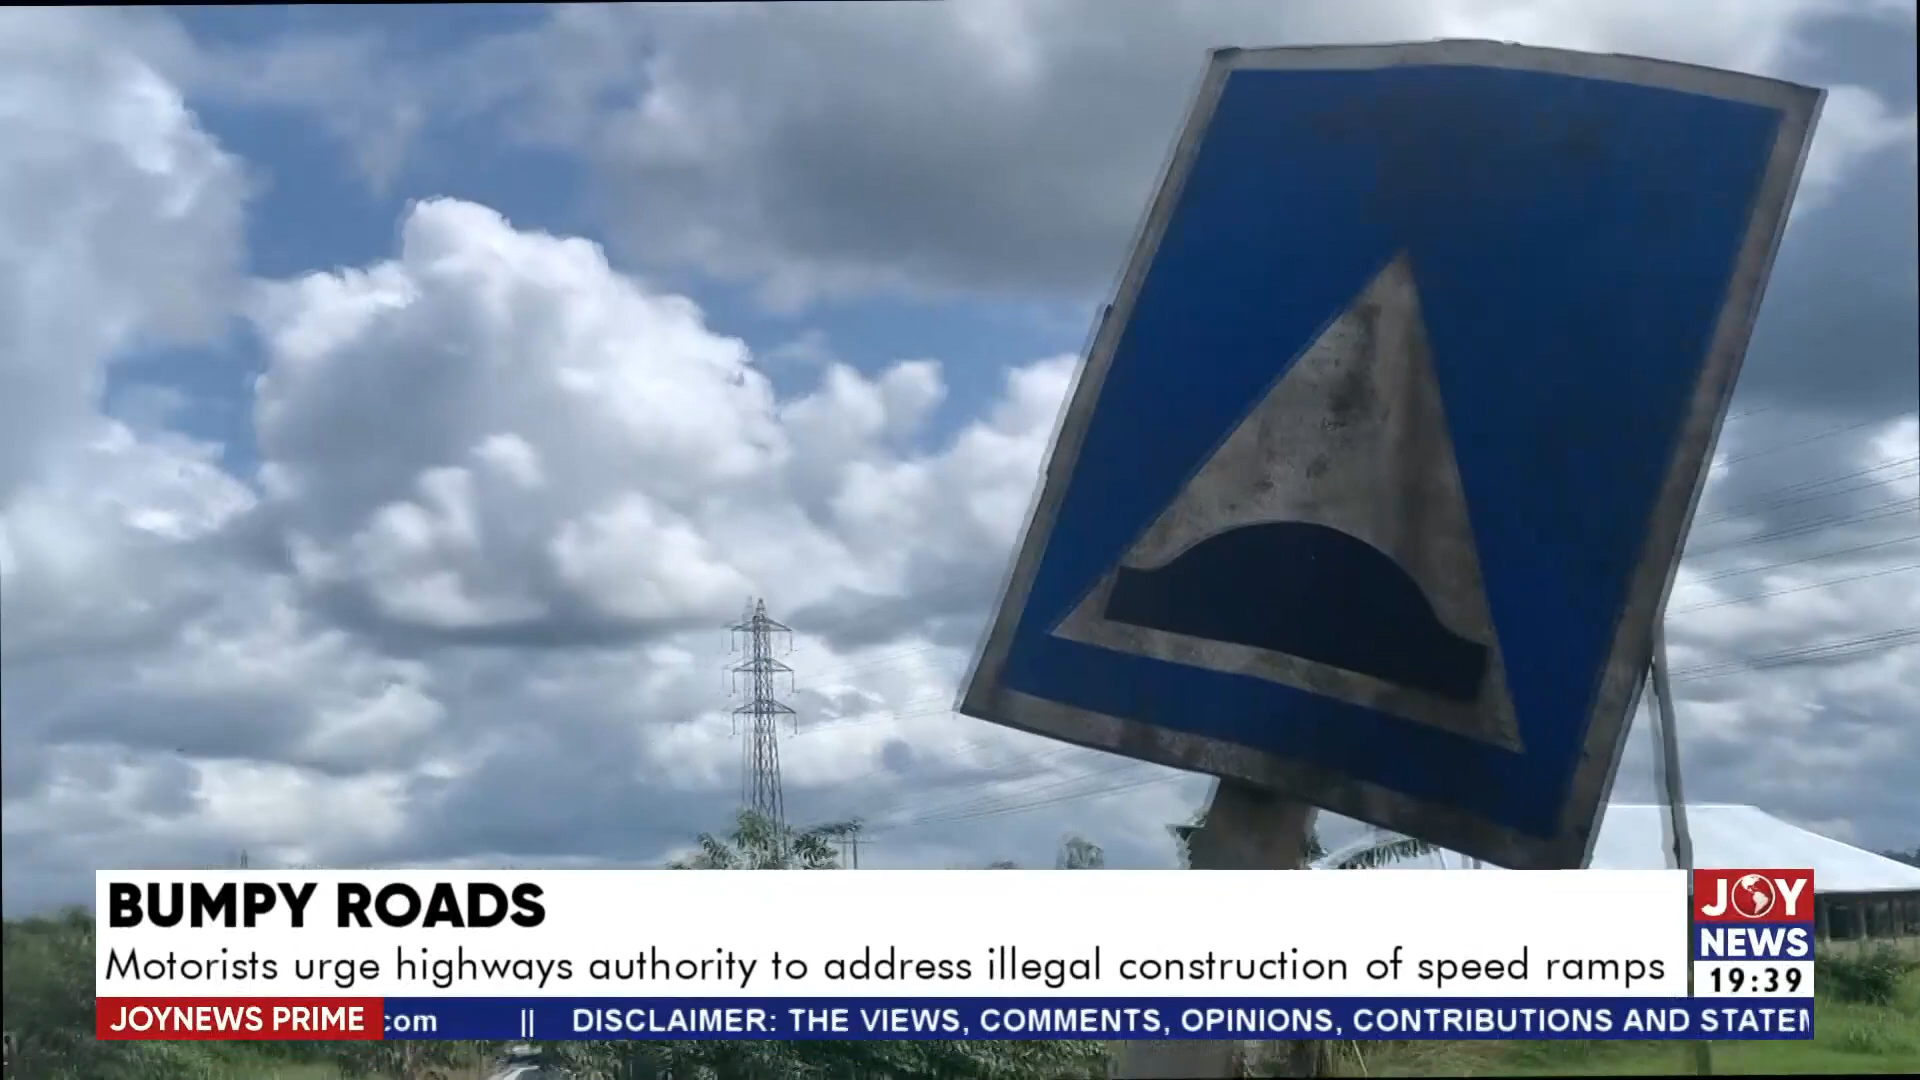 BUMPY ROADS
Motorists urge highways authority to address illegal construction of speed ramps
JOY
NEWS
19:39
JOYNEWS PRIME
com || DISCLAIMER: THE VIEWS, COMMENTS, OPINIONS, CONTRIBUTIONS AND STATEM